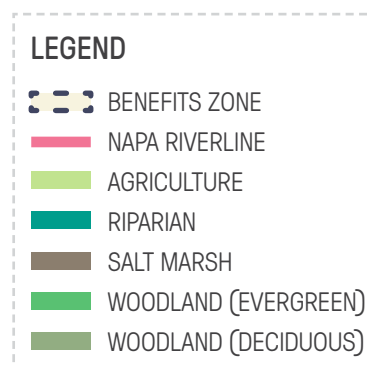 LEGEND
BENEFITS ZONE
NAPA RIVERLINE
AGRICULTURE
RIPARIAN
SALT MARSH
WOODLAND (EVERGREEN)
WOODLAND (DECIDUOUS)